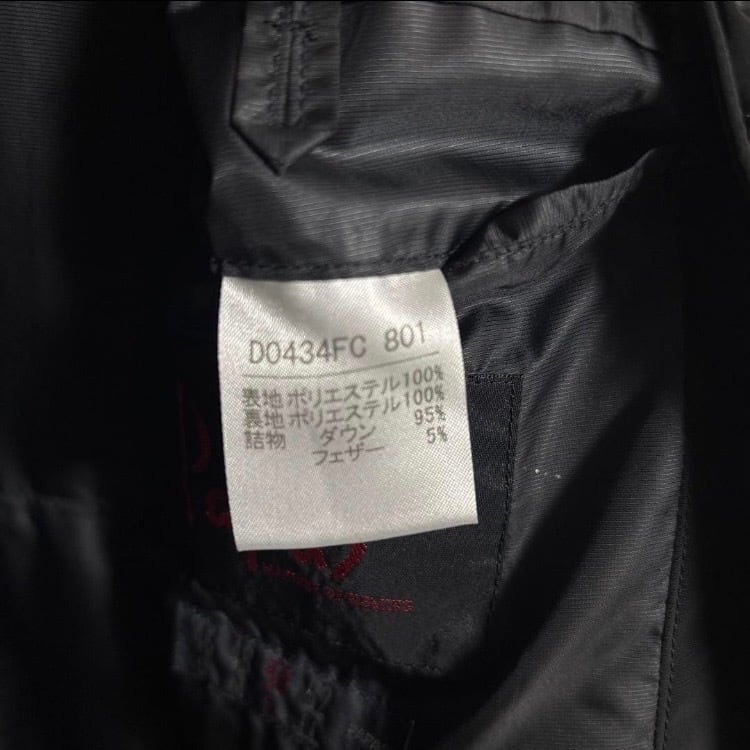 D0434FC 801
表地 ポリエステル100%
裏地 ポリエステル100%
詰物 ダウン 95%
フェザー 5%